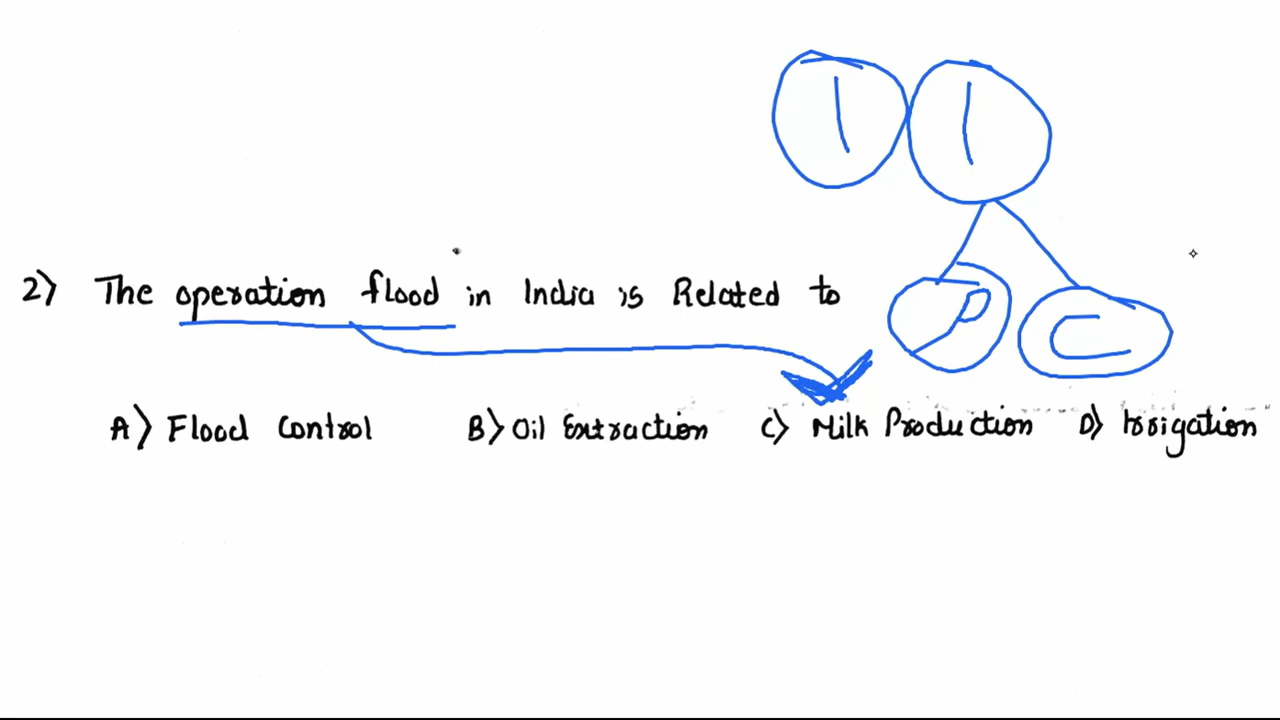 | |
P C
2) The operation flood in India is Related to
A) Flood Control B) Oil Extraction C) Milk Production D) Irrigation